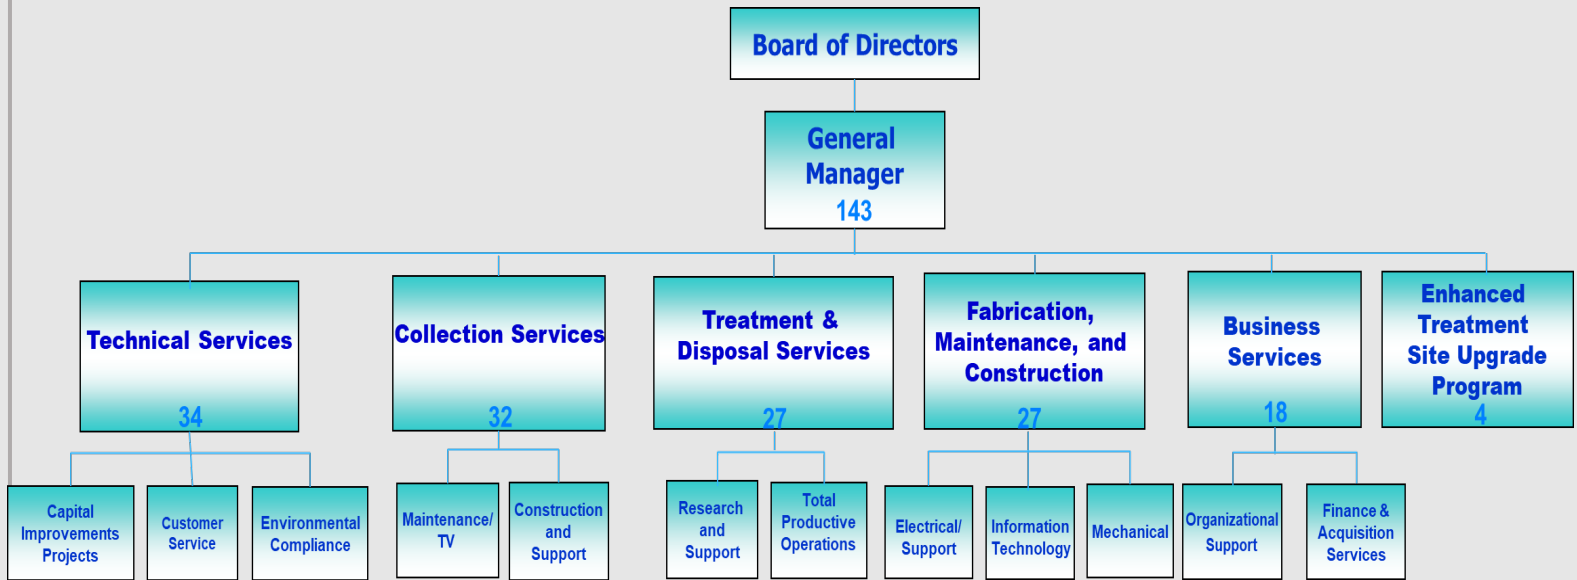 Board of Directors
General
Manager
143
Technical Services
34
Collection Services
32
Treatment &
Disposal Services
27
Fabrication,
Maintenance, and
Construction
27
Business
Services
18
Enhanced
Treatment
Site Upgrade
Program
4
Capital
Improvements
Projects
Customer
Service
Environmental
Compliance
Maintenance/
TV
Construction
and
Support
Research
and
Support
Total
Productive
Operations
Electrical/
Support
Information
Technology
Mechanical
Organizational
Support
Finance &
Acquisition
Services